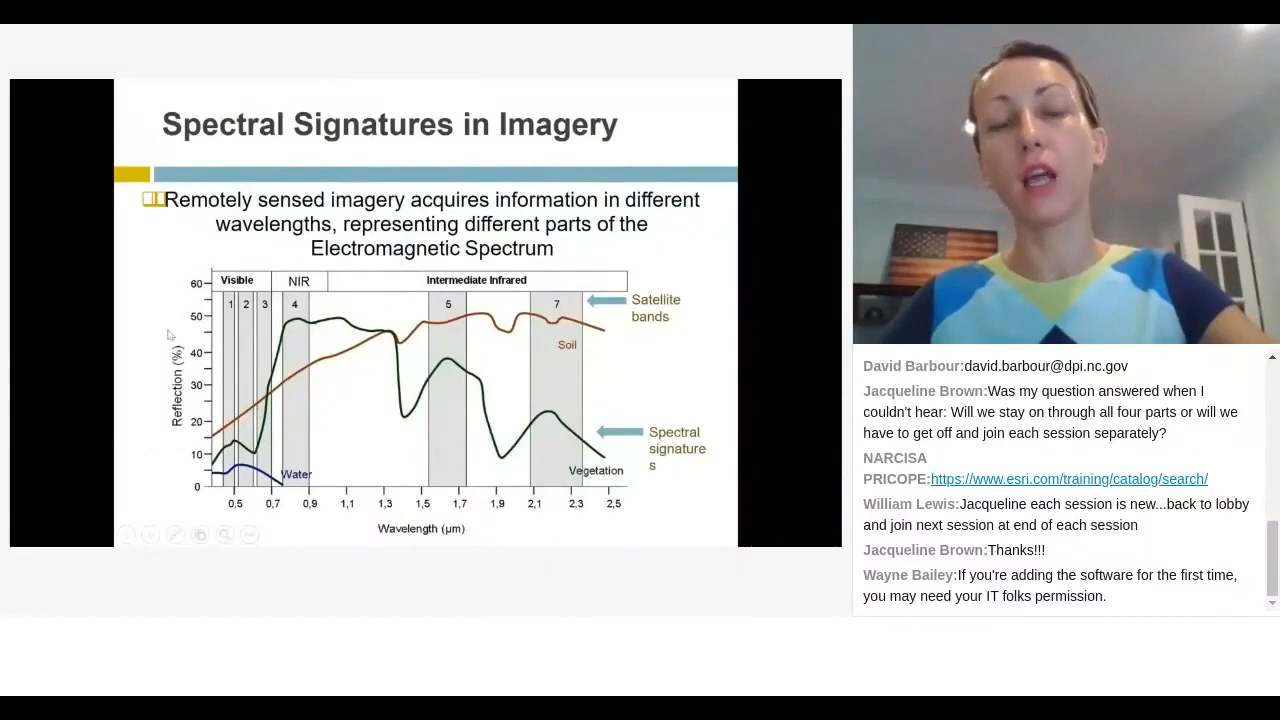 Spectral Signatures in Imagery
Remotely sensed imagery acquires information in different
wavelengths, representing different parts of the
Electromagnetic Spectrum
Visible
NIR
Intermediate Infrared
60
50
40
30
20
10
0
Reflection (%)
1
2
3
4
5
7
Satellite
bands
Soil
Spectral
signature
s
Water
Vegetation
0,5
0,7
0,9
1,1
1,3
1,5
1,7
1,9
2,1
2,3
2,5
Wavelength (μm)
David Barbour:david.barbour@dpi.nc.gov
Jacqueline Brown:Was my question answered when I
couldn't hear: Will we stay on through all four parts or will we
have to get off and join each session separately?
NARCISA
PRICOPE:https://www.esri.com/training/catalog/search/
William Lewis:Jacqueline each session is new...back to lobby
and join next session at end of each session
Jacqueline Brown:Thanks!!!
Wayne Bailey:If you're adding the software for the first time,
you may need your IT folks permission.